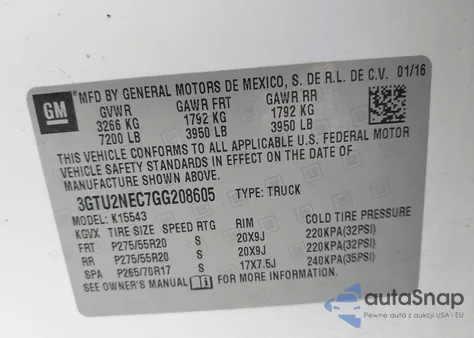 GM
MFD BY GENERAL MOTORS DE MEXICO, S. DE R.L. DE C.V. 01/16
GVWR GAWR FRT GAWR RR
3266 KG 1792 KG 1792 KG
7200 LB 3950 LB 3950 LB
THIS VEHICLE CONFORMS TO ALL APPLICABLE U.S. FEDERAL MOTOR
VEHICLE SAFETY STANDARDS IN EFFECT ON THE DATE OF
MANUFACTURE SHOWN ABOVE.
3GTU2NEC7GG208605 TYPE: TRUCK
MODEL: K15543
KGVX TIRE SIZE SPEED RTG RIM COLD TIRE PRESSURE
FRT P275/55R20 S 20X9J 220KPA(32PSI)
RR P275/55R20 S 20X9J 220KPA(32PSI)
SPA P265/70R17 S 17X7.5J 240KPA(35PSI)
SEE OWNER'S MANUAL FOR MORE INFORMATION
autoSnap
Pewne auta z aukcji USA i EU